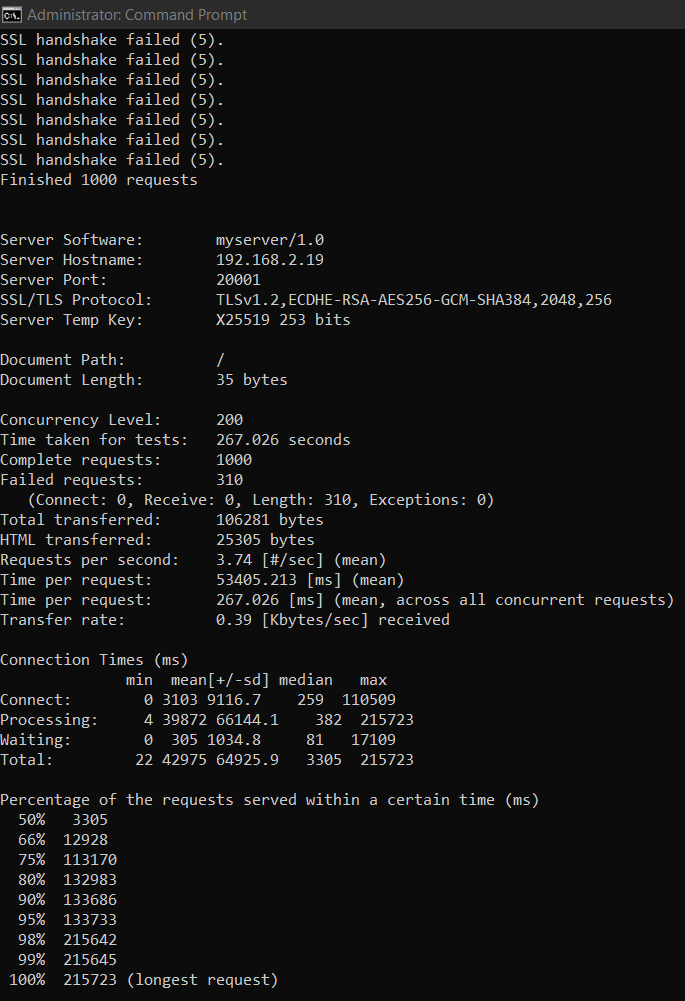 Administrator: Command Prompt
SSL handshake failed (5).
SSL handshake failed (5).
SSL handshake failed (5).
SSL handshake failed (5).
SSL handshake failed (5).
SSL handshake failed (5).
SSL handshake failed (5).
Finished 1000 requests
Server Software:        myserver/1.0
Server Hostname:        192.168.2.19
Server Port:            20001
SSL/TLS Protocol:       TLSv1.2,ECDHE-RSA-AES256-GCM-SHA384,2048,256
Server Temp Key:        X25519 253 bits
Document Path:          /
Document Length:        35 bytes
Concurrency Level:      200
Time taken for tests:   267.026 seconds
Complete requests:      1000
Failed requests:        310
   (Connect: 0, Receive: 0, Length: 310, Exceptions: 0)
Total transferred:      106281 bytes
HTML transferred:       25305 bytes
Requests per second:    3.74 [#/sec] (mean)
Time per request:       53405.213 [ms] (mean)
Time per request:       267.026 [ms] (mean, across all concurrent requests)
Transfer rate:          0.39 [Kbytes/sec] received
Connection Times (ms)
              min  mean[+/-sd] median   max
Connect:        0 3103 9116.7    259  110509
Processing:     4 39872 66144.1    382  215723
Waiting:        0  305 1034.8     81   17109
Total:         22 42975 64925.9   3305  215723
Percentage of the requests served within a certain time (ms)
  50%   3305
  66%  12928
  75%  113170
  80%  132983
  90%  133686
  95%  133733
  98%  215642
  99%  215645
 100%  215723 (longest request)